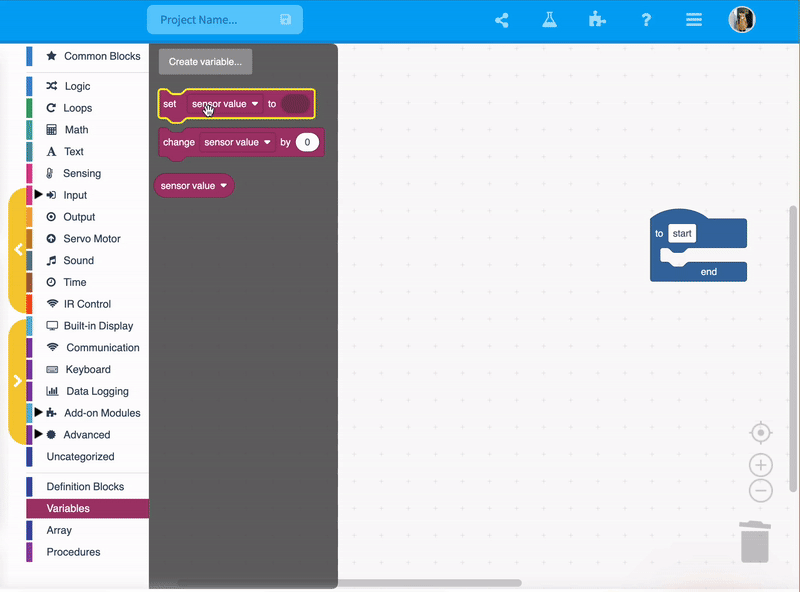 Project Name...
?
Common Blocks
Logic
Loops
Math
Text
Sensing
Input
Output
Servo Motor
Sound
Time
IR Control
Built-in Display
Communication
Keyboard
Data Logging
Add-on Modules
Advanced
Uncategorized
Definition Blocks
Variables
Array
Procedures
Create variable...
set sensor value to
change sensor value by 0
sensor value
to start
end